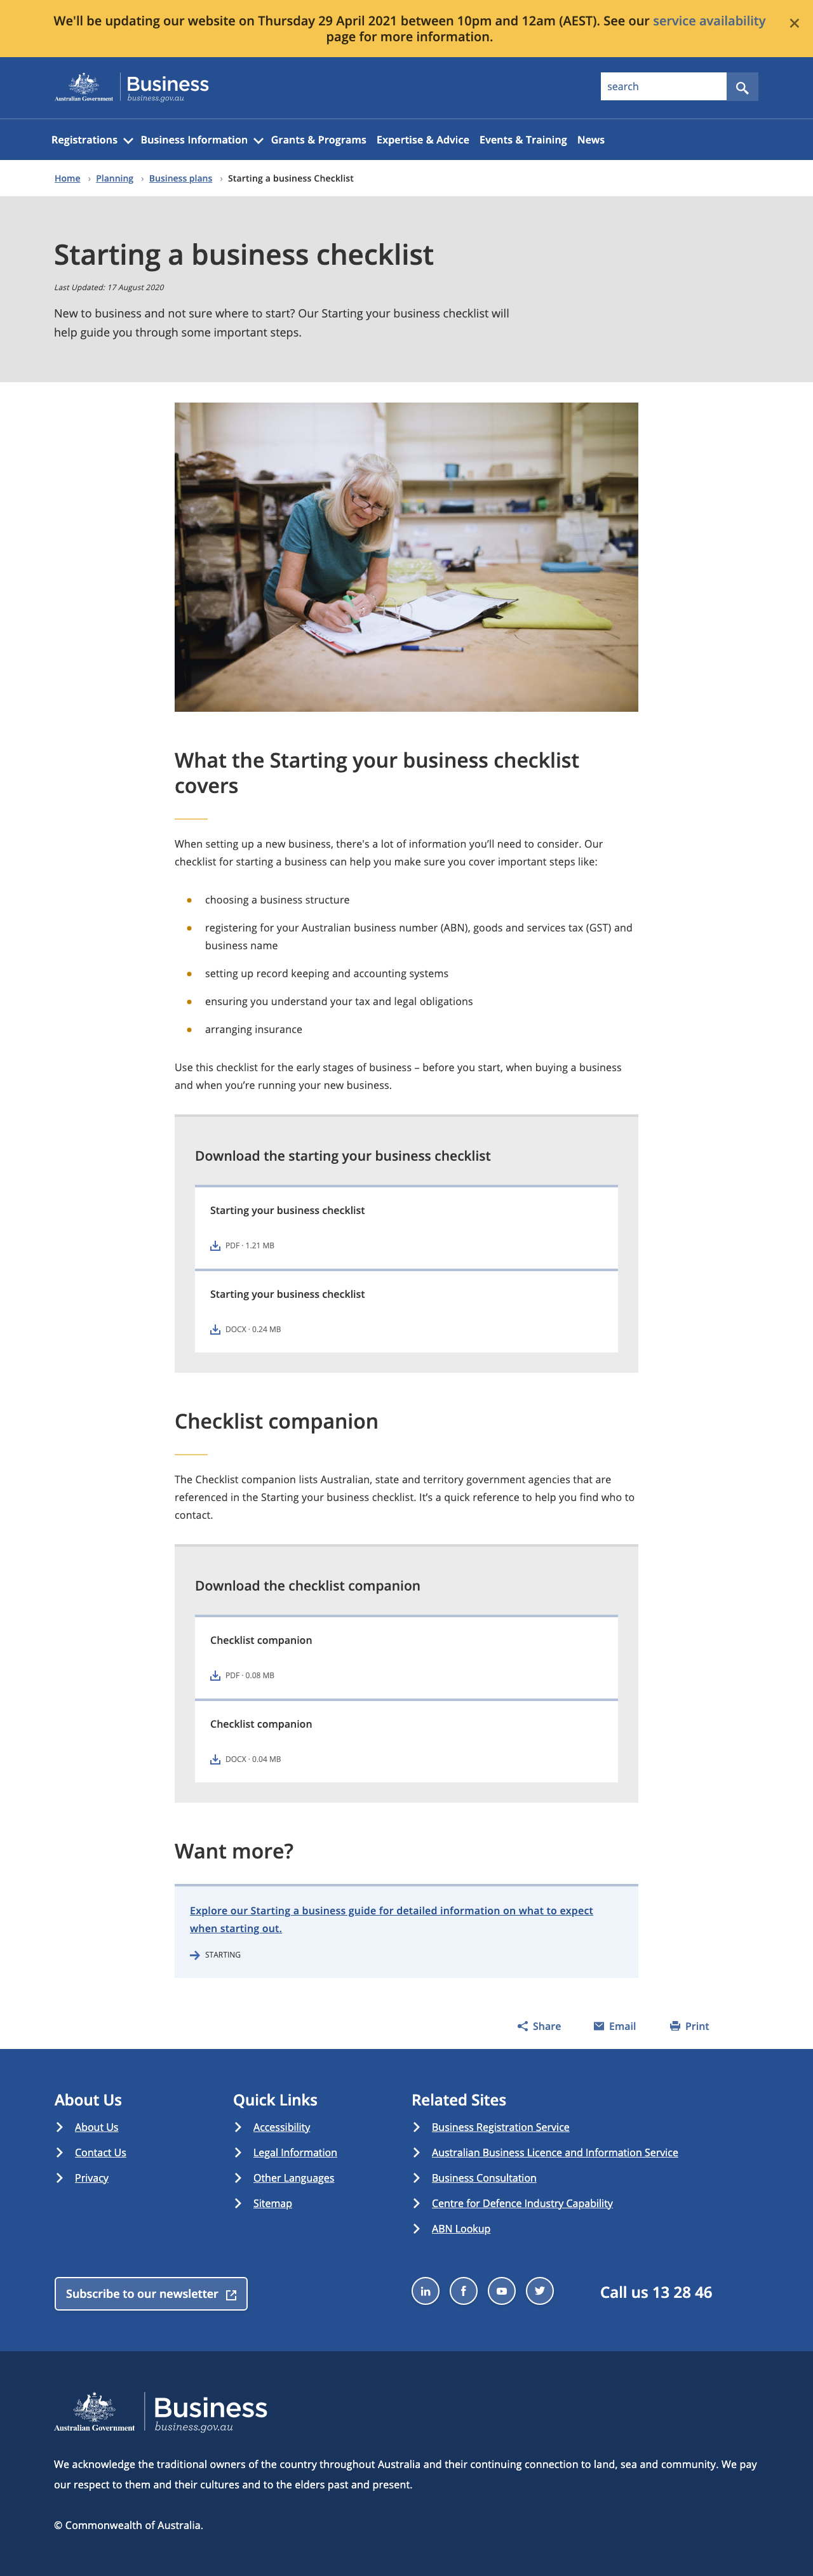 We'll be updating our website on Thursday 29 April 2021 between 10pm and 12am (AEST). See our service availability
page for more information.
Australian Government
Business
business.gov.au
search
Registrations Business Information Grants & Programs Expertise & Advice Events & Training News
Home › Planning › Business plans › Starting a business Checklist
Starting a business checklist
Last Updated: 17 August 2020
New to business and not sure where to start? Our Starting your business checklist will
help guide you through some important steps.
What the Starting your business checklist
covers
When setting up a new business, there's a lot of information you’ll need to consider. Our
checklist for starting a business can help you make sure you cover important steps like:
choosing a business structure
registering for your Australian business number (ABN), goods and services tax (GST) and
business name
setting up record keeping and accounting systems
ensuring you understand your tax and legal obligations
arranging insurance
Use this checklist for the early stages of business – before you start, when buying a business
and when you’re running your new business.
Download the starting your business checklist
Starting your business checklist
PDF · 1.21 MB
Starting your business checklist
DOCX · 0.24 MB
Checklist companion
The Checklist companion lists Australian, state and territory government agencies that are
referenced in the Starting your business checklist. It’s a quick reference to help you find who to
contact.
Download the checklist companion
Checklist companion
PDF · 0.08 MB
Checklist companion
DOCX · 0.04 MB
Want more?
Explore our Starting a business guide for detailed information on what to expect
when starting out.
STARTING
Share Email Print
About Us
About Us
Contact Us
Privacy
Quick Links
Accessibility
Legal Information
Other Languages
Sitemap
Related Sites
Business Registration Service
Australian Business Licence and Information Service
Business Consultation
Centre for Defence Industry Capability
ABN Lookup
Subscribe to our newsletter
Call us 13 28 46
Australian Government
Business
business.gov.au
We acknowledge the traditional owners of the country throughout Australia and their continuing connection to land, sea and community. We pay
our respect to them and their cultures and to the elders past and present.
© Commonwealth of Australia.